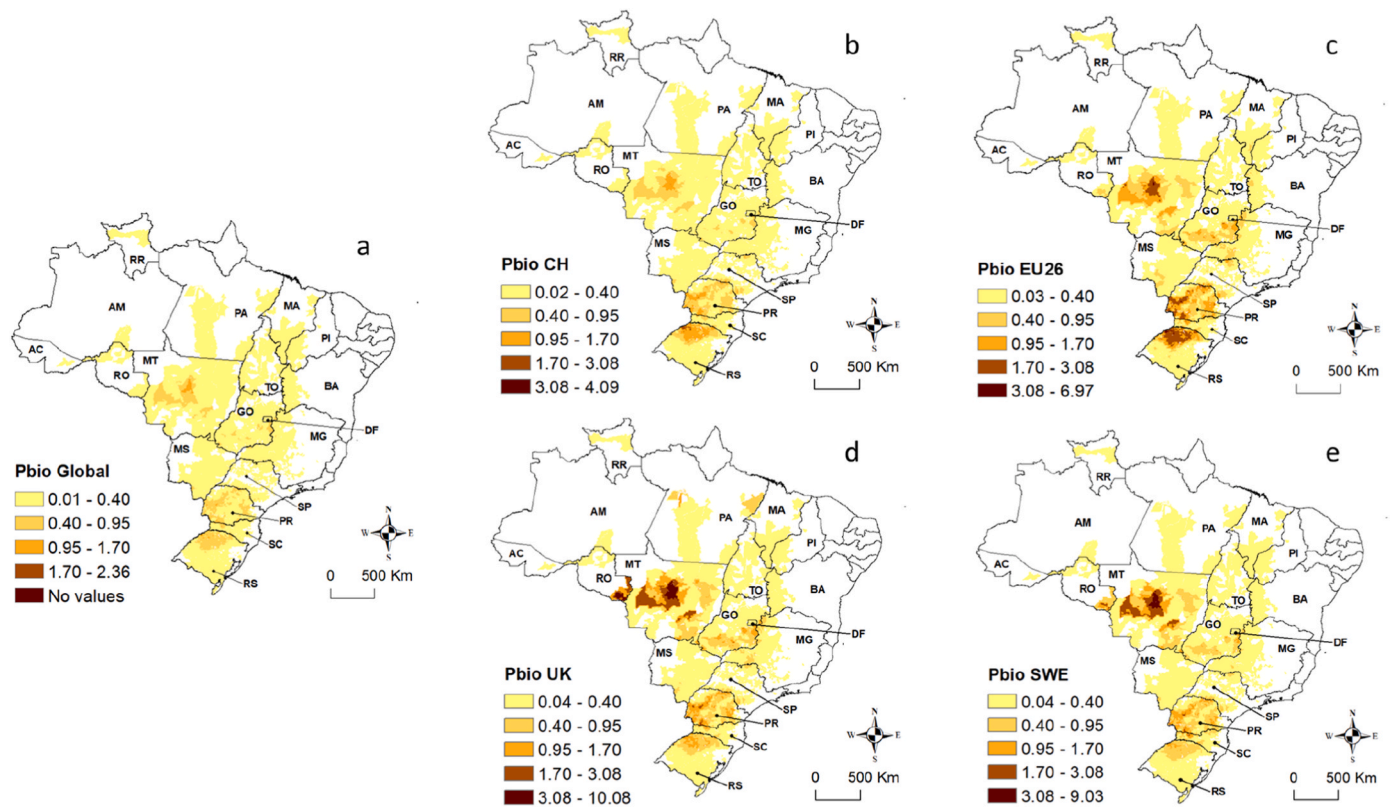 a
RR
AM
PA
MA
AC
PI
MT
RO
TO
BA
GO
DF
MG
MS
SP
PR
SC
RS
Pbio Global
0.01 - 0.40
0.40 - 0.95
0.95 - 1.70
1.70 - 2.36
No values
N
W E
S
0 500 Km
b
RR
AM
PA
MA
AC
PI
MT
RO
TO
BA
GO
DF
MG
MS
SP
PR
SC
RS
Pbio CH
0.02 - 0.40
0.40 - 0.95
0.95 - 1.70
1.70 - 3.08
3.08 - 4.09
N
W E
S
0 500 Km
c
RR
AM
PA
MA
AC
PI
MT
RO
TO
BA
GO
DF
MG
MS
SP
PR
SC
RS
Pbio EU26
0.03 - 0.40
0.40 - 0.95
0.95 - 1.70
1.70 - 3.08
3.08 - 6.97
N
W E
S
0 500 Km
d
RR
AM
PA
MA
AC
PI
MT
RO
TO
BA
GO
DF
MG
MS
SP
PR
SC
RS
Pbio UK
0.04 - 0.40
0.40 - 0.95
0.95 - 1.70
1.70 - 3.08
3.08 - 10.08
N
W E
S
0 500 Km
e
RR
AM
PA
MA
AC
PI
MT
RO
TO
BA
GO
DF
MG
MS
SP
PR
SC
RS
Pbio SWE
0.04 - 0.40
0.40 - 0.95
0.95 - 1.70
1.70 - 3.08
3.08 - 9.03
N
W E
S
0 500 Km